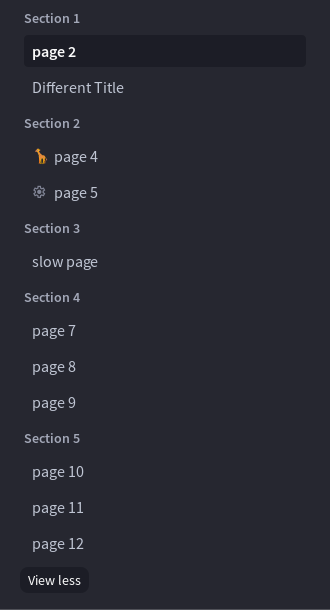 Section 1
page 2
Different Title
Section 2
page 4
page 5
Section 3
slow page
Section 4
page 7
page 8
page 9
Section 5
page 10
page 11
page 12
View less